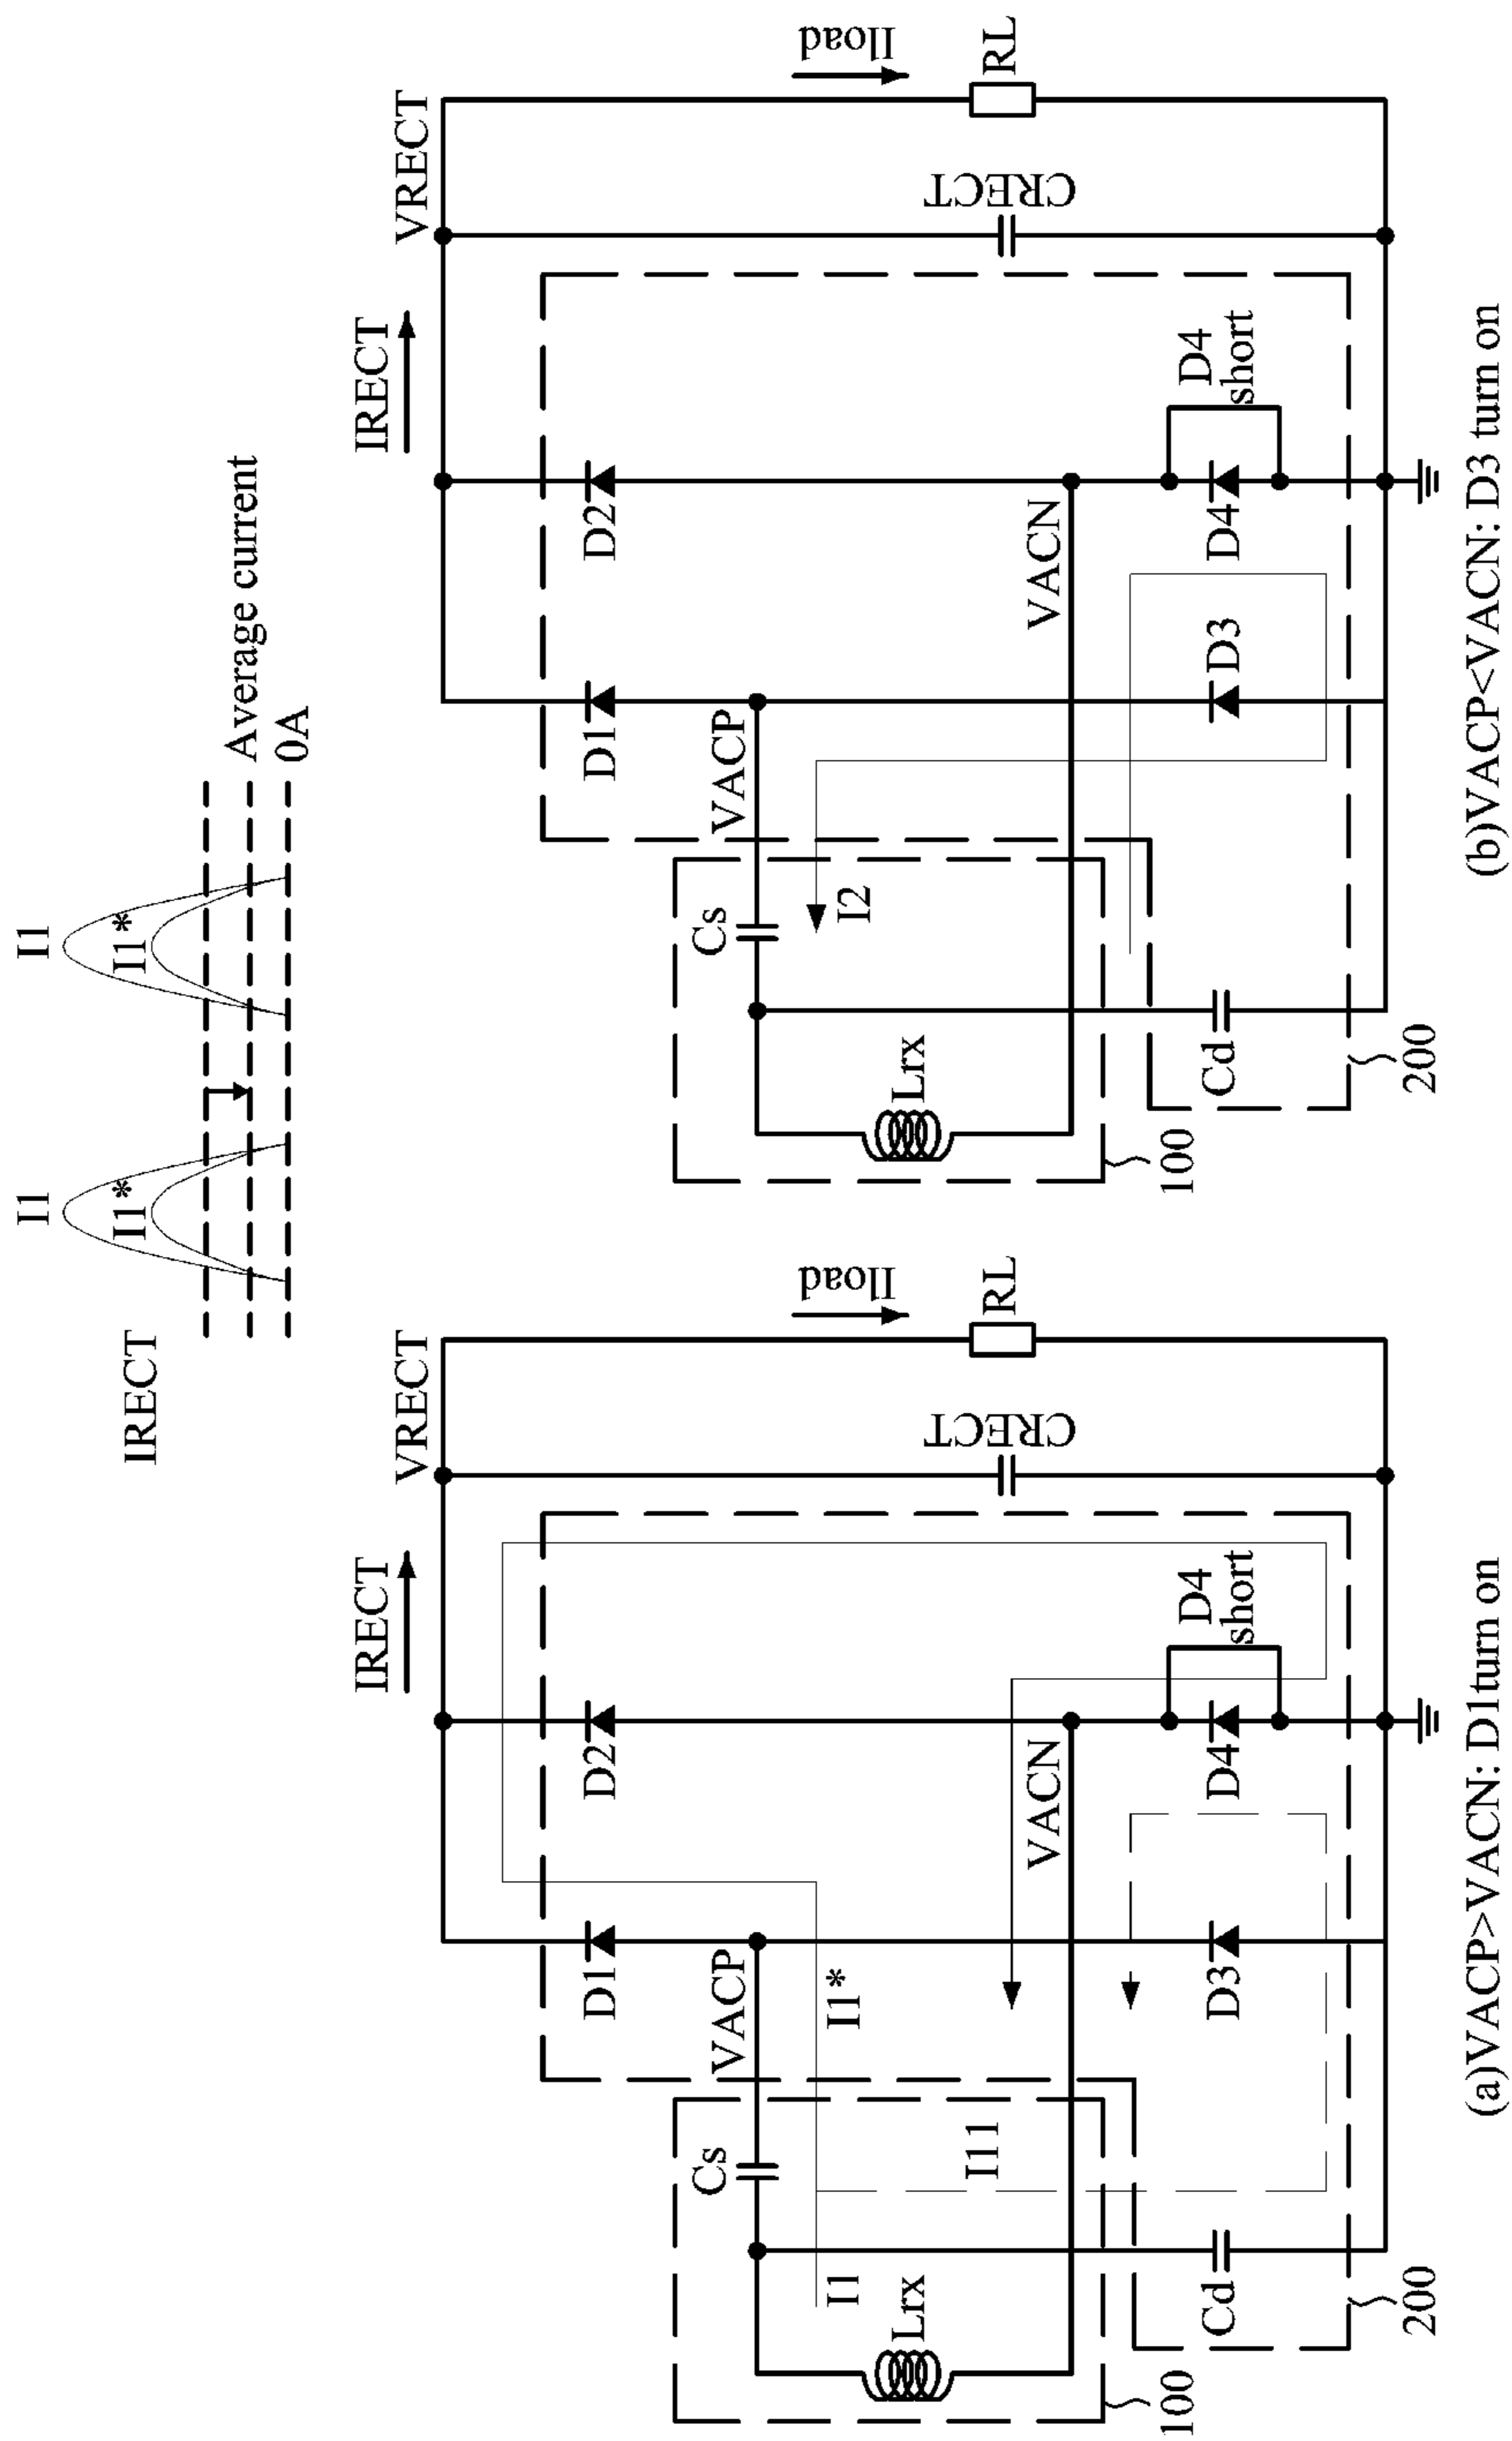 I1
I1
I1*
I1*
IRECT
Average current
0A
IRECT
VRECT
D1
D2
VACP
Cs
I1
I1*
Lrx
I11
VACN
Cd
D3
D4
D4
short
CRECT
RL
Iload
100
200
(a)VACP>VACN: D1turn on
IRECT
VRECT
D1
D2
VACP
Cs
I2
Lrx
VACN
Cd
D3
D4
D4
short
CRECT
RL
Iload
100
200
(b)VACP<VACN: D3 turn on